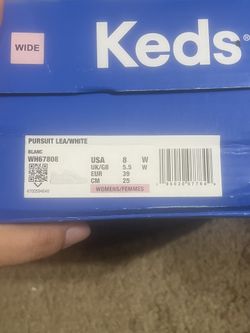 WIDE
Keds®
PURSUIT LEA/WHITE
BLANC
WH67808
USA 8 W
UK/GB 5.5 W
EUR 39
CM 25
WOMENS/FEMMES